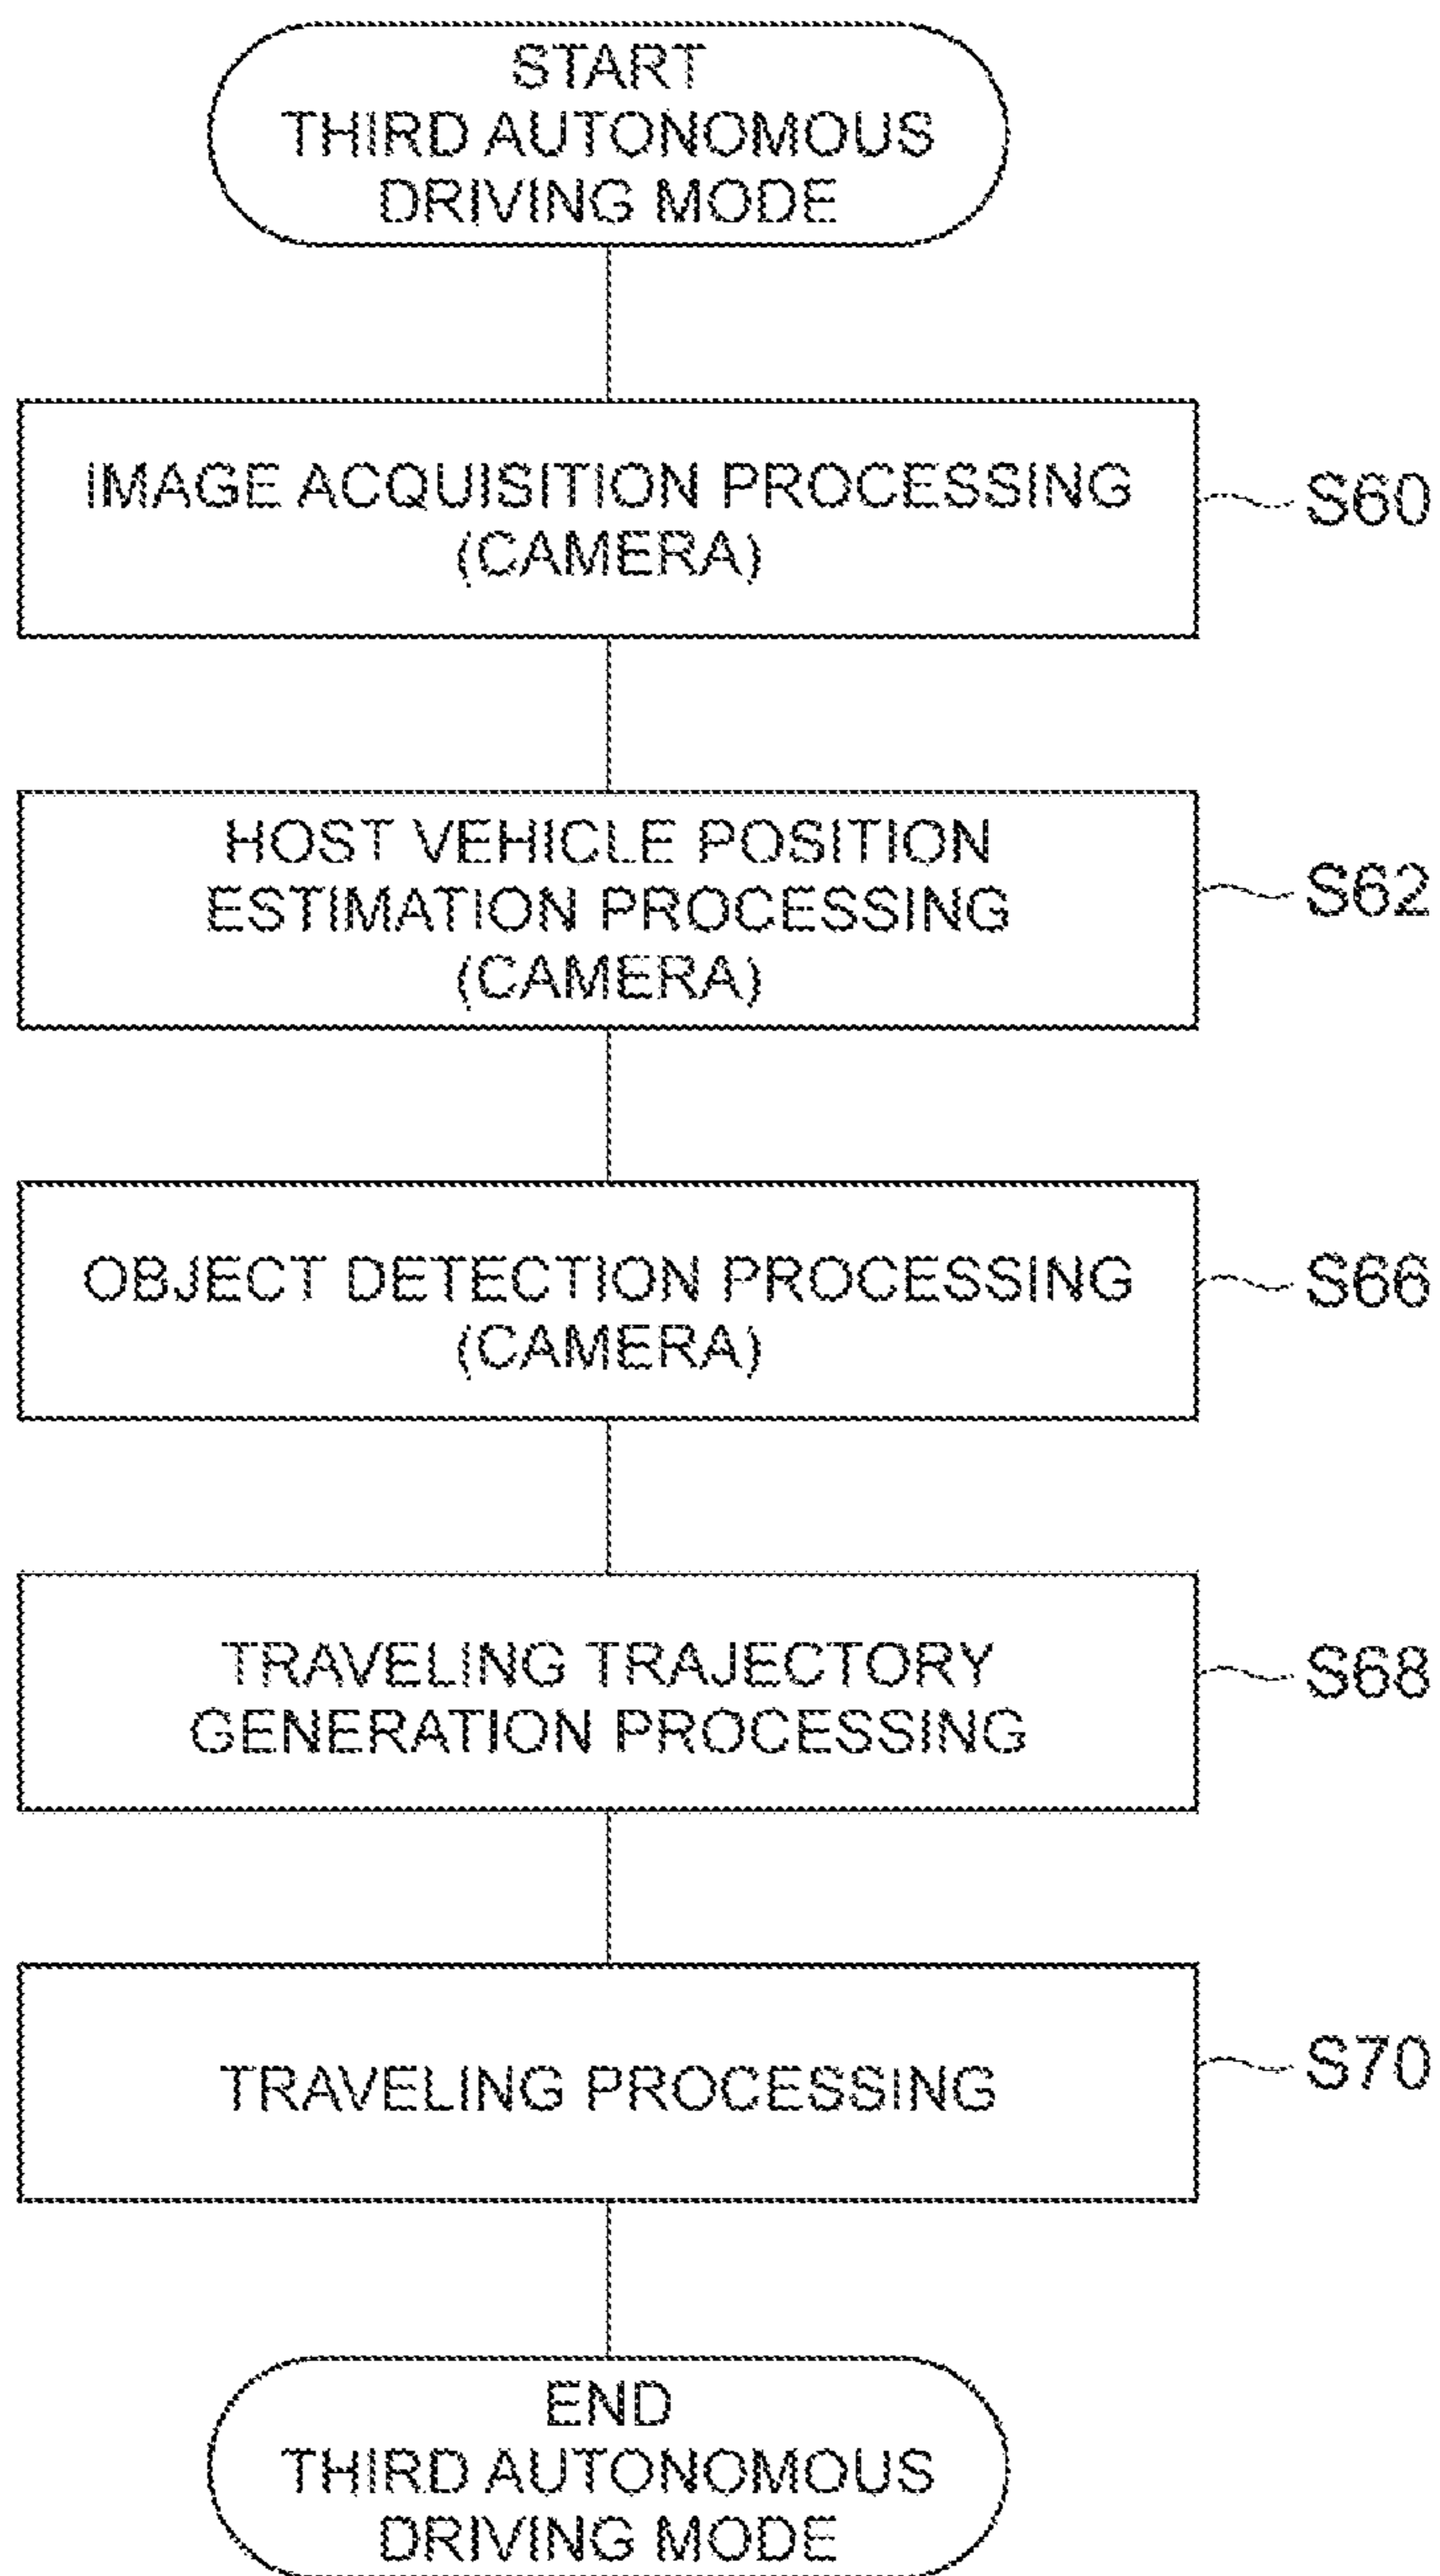 START
THIRD AUTONOMOUS
DRIVING MODE
IMAGE ACQUISITION PROCESSING
(CAMERA)
S60
HOST VEHICLE POSITION
ESTIMATION PROCESSING
(CAMERA)
S62
OBJECT DETECTION PROCESSING
(CAMERA)
S66
TRAVELING TRAJECTORY
GENERATION PROCESSING
S68
TRAVELING PROCESSING
S70
END
THIRD AUTONOMOUS
DRIVING MODE